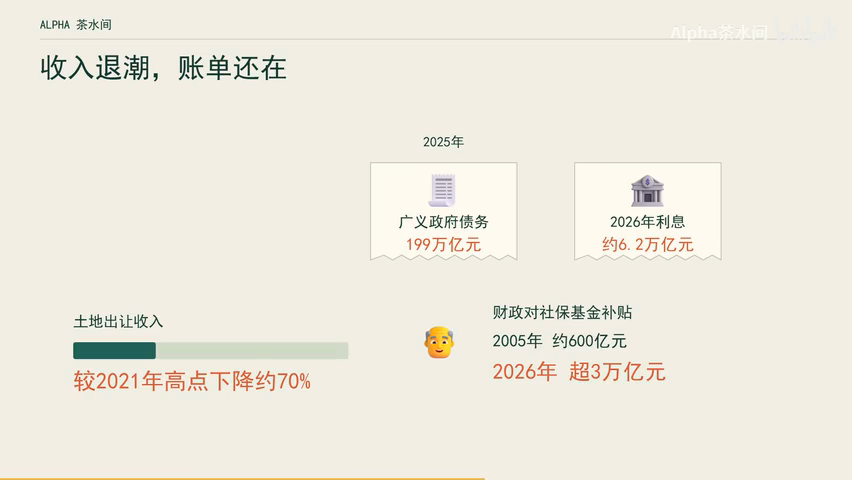 ALPHA 茶水间
Alpha茶水间
收入退潮，账单还在
2025年
广义政府债务
199万亿元
2026年利息
约6.2万亿元
土地出让收入
较2021年高点下降约70%
财政对社保基金补贴
2005年 约600亿元
2026年 超3万亿元